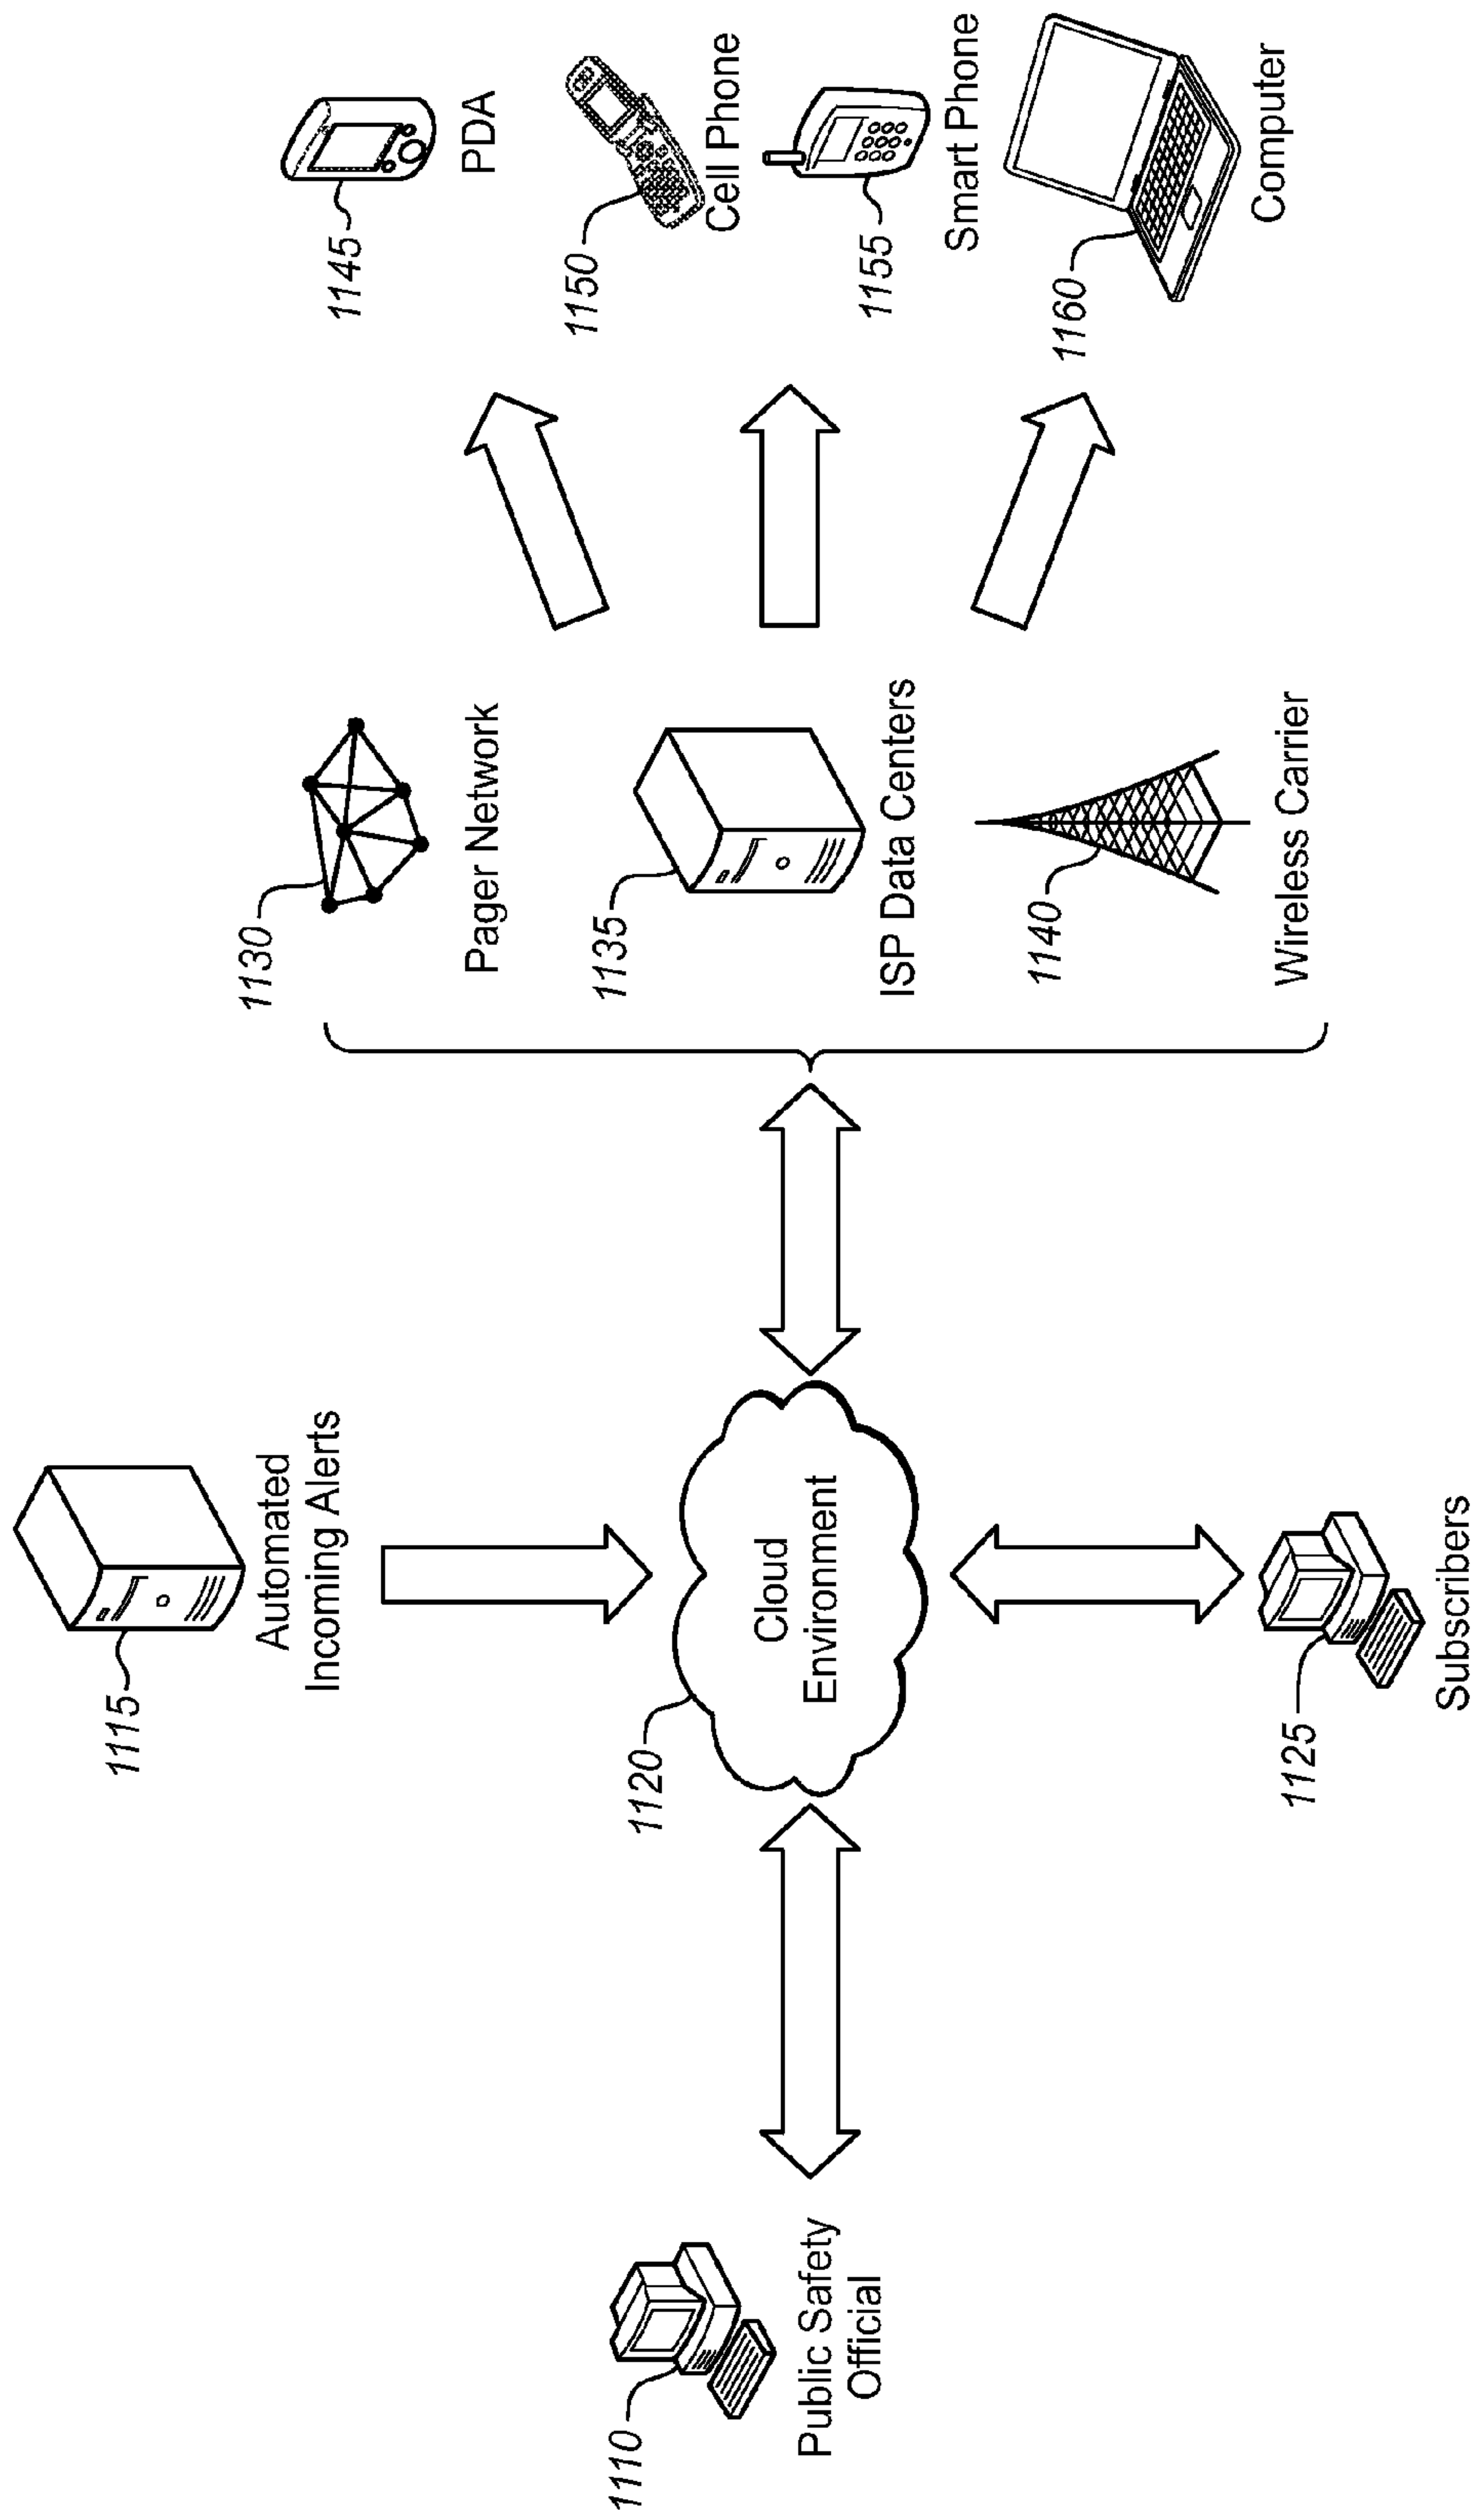 1115
Automated
Incoming Alerts
1110
Public Safety
Official
1120
Cloud
Environment
1125
Subscribers
1130
Pager Network
1135
ISP Data Centers
1140
Wireless Carrier
1145
PDA
1150
Cell Phone
1155
Smart Phone
1160
Computer